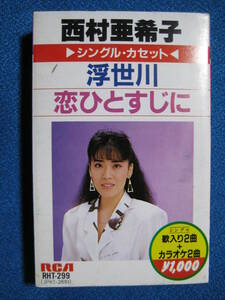 西村亜希子
▶シングル・カセット◀
浮世川
恋ひとすじに
歌入り2曲
+
カラオケ2曲
¥1,000
RCA
RHT-299